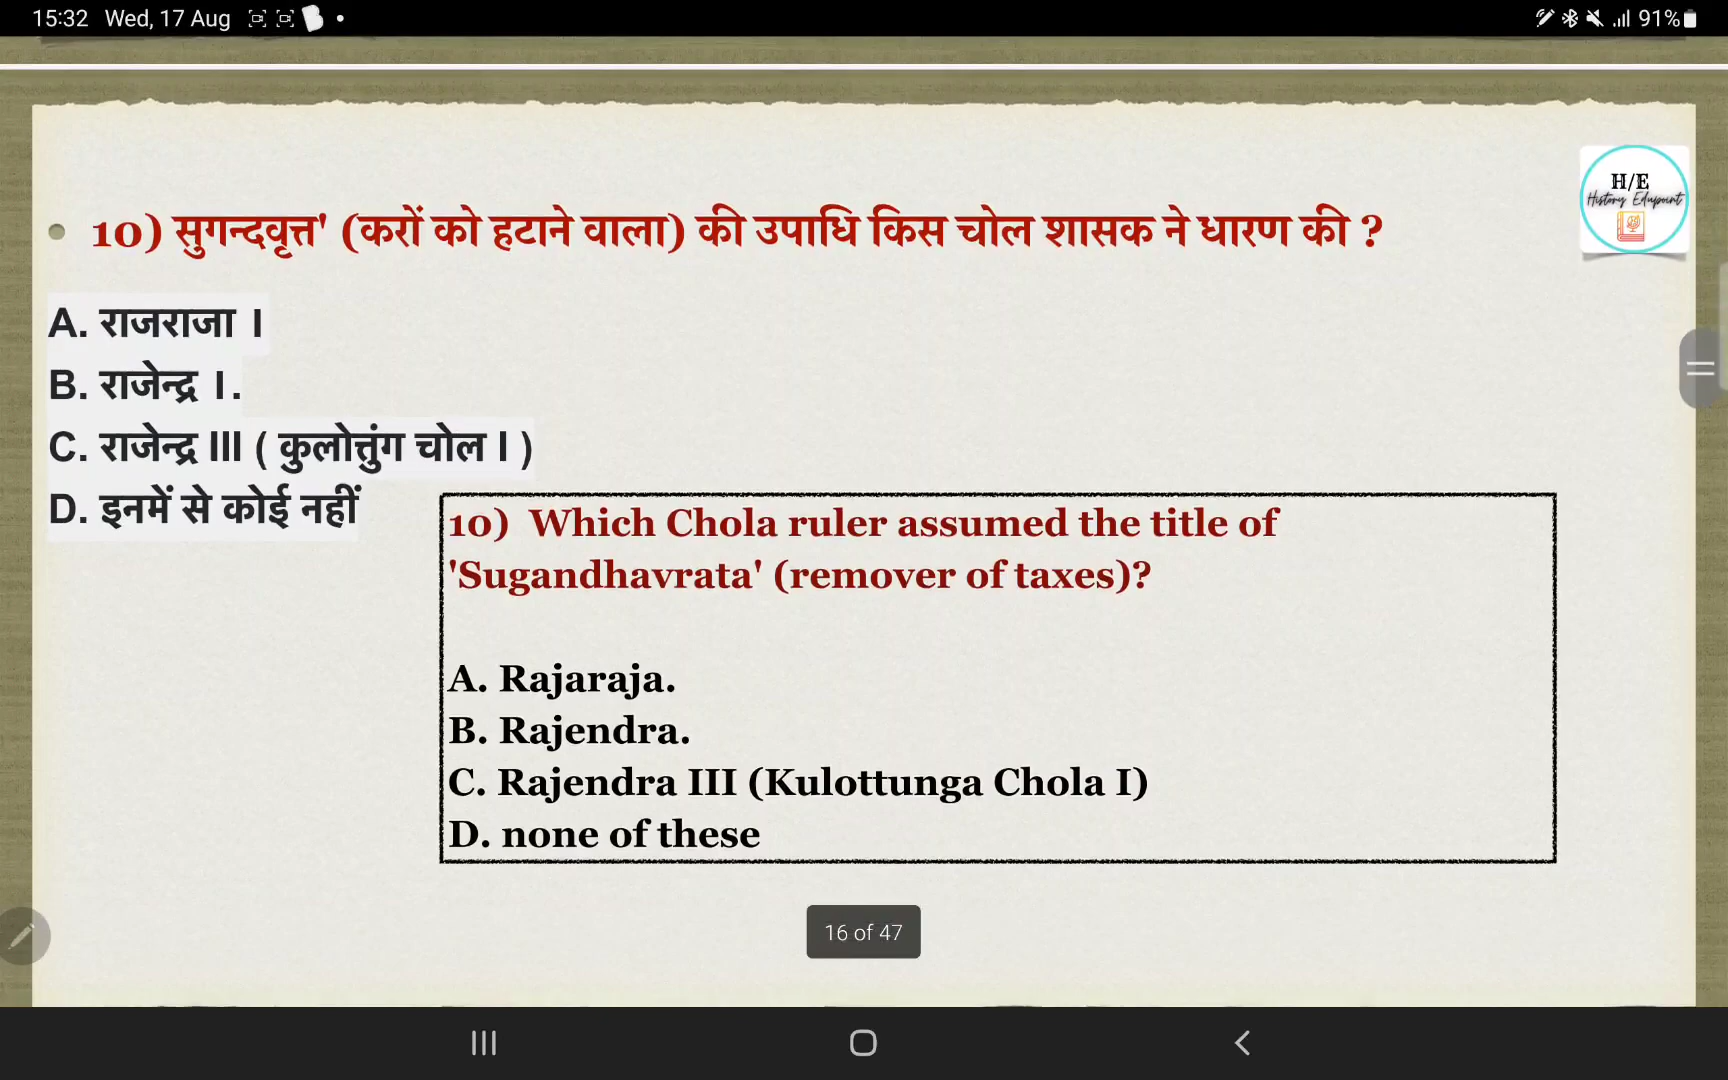 15:32 Wed, 17 Aug
91%
H/E
History Edupoint
• 10) सुगन्दवृत्त' (करों को हटाने वाला) की उपाधि किस चोल शासक ने धारण की ?
A. राजराजा I
B. राजेन्द्र I.
C. राजेन्द्र III ( कुलोत्तुंग चोल I )
D. इनमें से कोई नहीं
10) Which Chola ruler assumed the title of
'Sugandhavrata' (remover of taxes)?
A. Rajaraja.
B. Rajendra.
C. Rajendra III (Kulottunga Chola I)
D. none of these
16 of 47